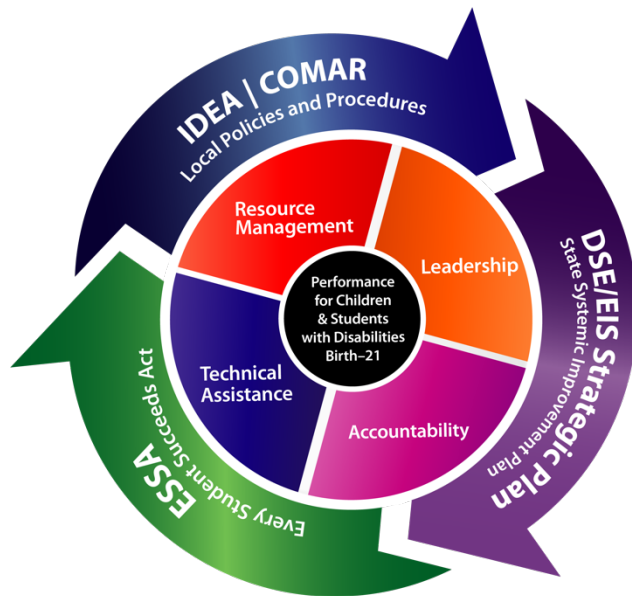 IDEA | COMAR
Local Policies and Procedures
DSE/EIS Strategic Plan
State Systemic Improvement Plan
ESSA
Every Student Succeeds Act
Resource
Management
Leadership
Performance
for Children
& Students
with Disabilities
Birth–21
Technical
Assistance
Accountability